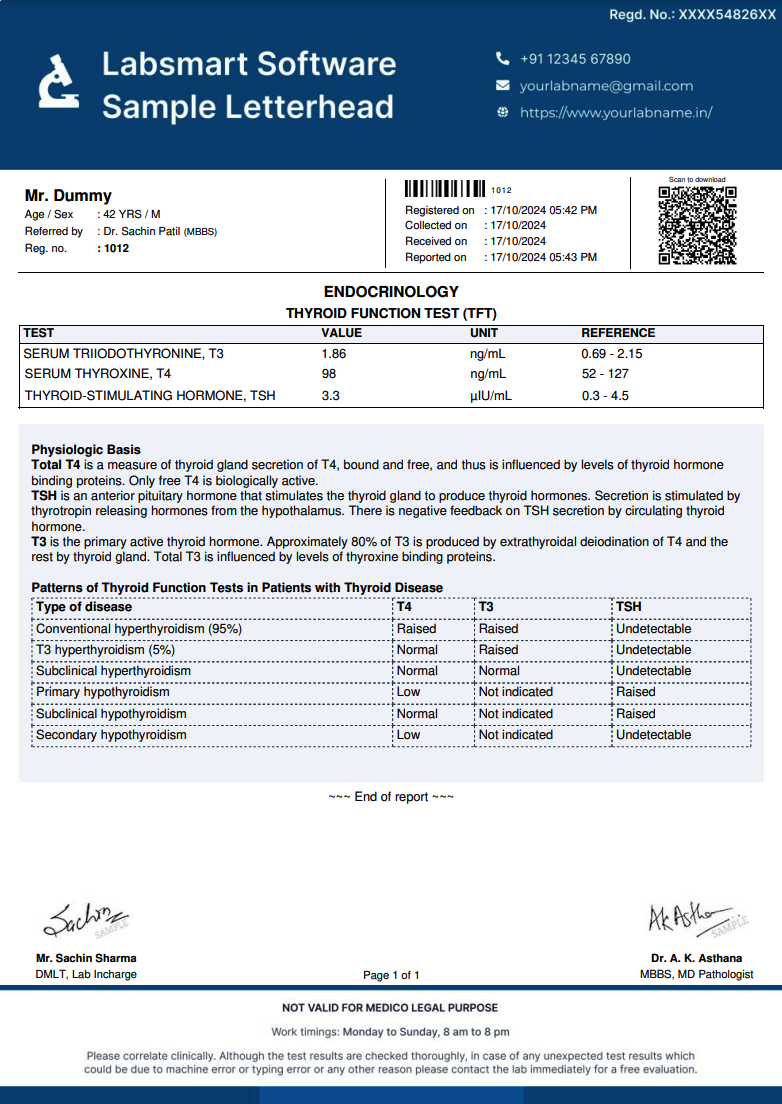 Regd. No.: XXXX54826XX
Labsmart Software
Sample Letterhead
+91 12345 67890
yourlabname@gmail.com
https://www.yourlabname.in/
Mr. Dummy
Age / Sex : 42 YRS / M
Referred by : Dr. Sachin Patil (MBBS)
Reg. no. : 1012
1012
Registered on : 17/10/2024 05:42 PM
Collected on : 17/10/2024
Received on : 17/10/2024
Reported on : 17/10/2024 05:43 PM
Scan to download
ENDOCRINOLOGY
THYROID FUNCTION TEST (TFT)
TEST VALUE UNIT REFERENCE
SERUM TRIIODOTHYRONINE, T3 1.86 ng/mL 0.69 - 2.15
SERUM THYROXINE, T4 98 ng/mL 52 - 127
THYROID-STIMULATING HORMONE, TSH 3.3 µIU/mL 0.3 - 4.5
Physiologic Basis
Total T4 is a measure of thyroid gland secretion of T4, bound and free, and thus is influenced by levels of thyroid hormone
binding proteins. Only free T4 is biologically active.
TSH is an anterior pituitary hormone that stimulates the thyroid gland to produce thyroid hormones. Secretion is stimulated by
thyrotropin releasing hormones from the hypothalamus. There is negative feedback on TSH secretion by circulating thyroid
hormone.
T3 is the primary active thyroid hormone. Approximately 80% of T3 is produced by extrathyroidal deiodination of T4 and the
rest by thyroid gland. Total T3 is influenced by levels of thyroxine binding proteins.
Patterns of Thyroid Function Tests in Patients with Thyroid Disease
Type of disease T4 T3 TSH
Conventional hyperthyroidism (95%) Raised Raised Undetectable
T3 hyperthyroidism (5%) Normal Raised Undetectable
Subclinical hyperthyroidism Normal Normal Undetectable
Primary hypothyroidism Low Not indicated Raised
Subclinical hypothyroidism Normal Not indicated Raised
Secondary hypothyroidism Low Not indicated Undetectable
~~~ End of report ~~~
Sachin
SAMPLE
Ak Astha
SAMPLE
Mr. Sachin Sharma
DMLT, Lab Incharge
Page 1 of 1
Dr. A. K. Asthana
MBBS, MD Pathologist
NOT VALID FOR MEDICO LEGAL PURPOSE
Work timings: Monday to Sunday, 8 am to 8 pm
Please correlate clinically. Although the test results are checked thoroughly, in case of any unexpected test results which
could be due to machine error or typing error or any other reason please contact the lab immediately for a free evaluation.